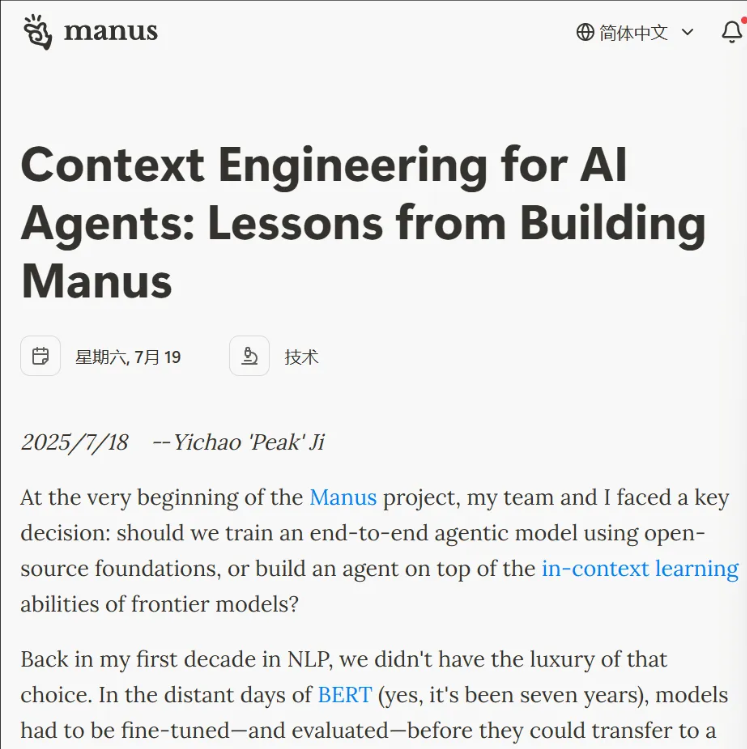 manus
简体中文
Context Engineering for AI
Agents: Lessons from Building
Manus
星期六, 7月 19
技术
2025/7/18 --Yichao 'Peak' Ji
At the very beginning of the Manus project, my team and I faced a key
decision: should we train an end-to-end agentic model using open-
source foundations, or build an agent on top of the in-context learning
abilities of frontier models?
Back in my first decade in NLP, we didn't have the luxury of that
choice. In the distant days of BERT (yes, it's been seven years), models
had to be fine-tuned—and evaluated—before they could transfer to a